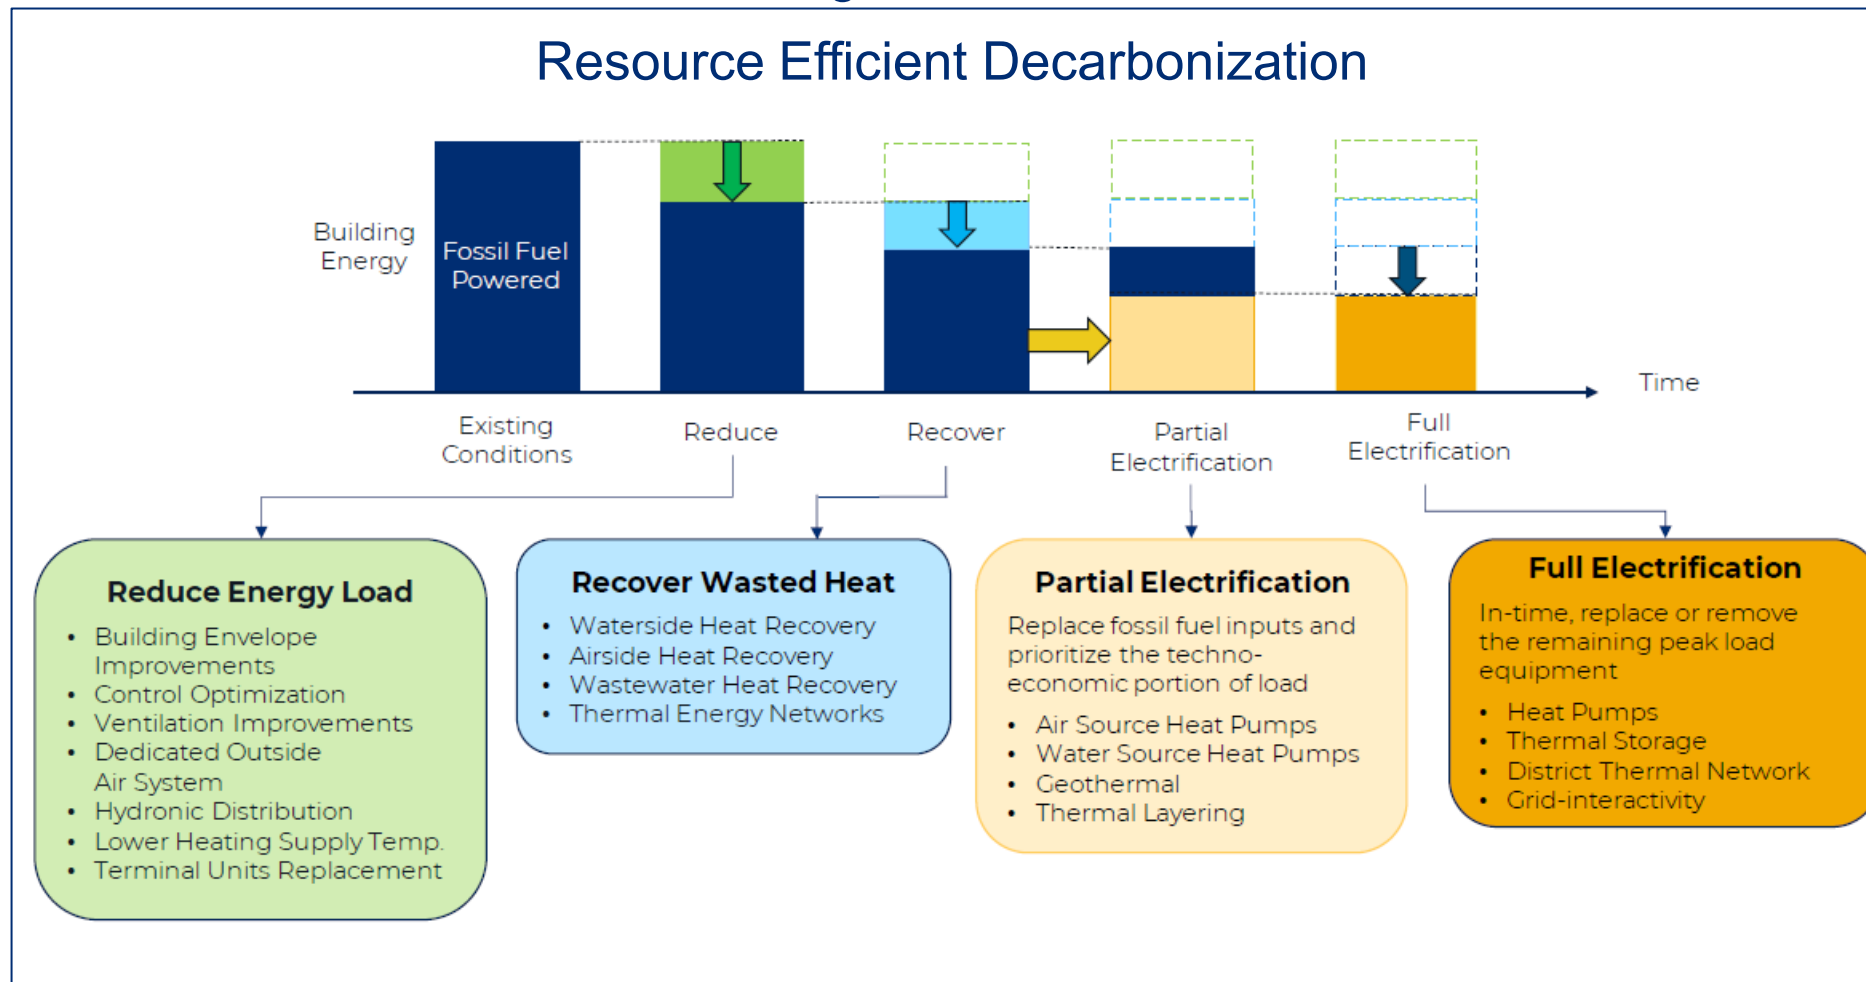 Resource Efficient Decarbonization
Building
Energy
Fossil Fuel
Powered
Time
Existing
Conditions
Reduce
Recover
Partial
Electrification
Full
Electrification
Reduce Energy Load
• Building Envelope
Improvements
• Control Optimization
• Ventilation Improvements
• Dedicated Outside
Air System
• Hydronic Distribution
• Lower Heating Supply Temp.
• Terminal Units Replacement
Recover Wasted Heat
• Waterside Heat Recovery
• Airside Heat Recovery
• Wastewater Heat Recovery
• Thermal Energy Networks
Partial Electrification
Replace fossil fuel inputs and
prioritize the techno-
economic portion of load
• Air Source Heat Pumps
• Water Source Heat Pumps
• Geothermal
• Thermal Layering
Full Electrification
In-time, replace or remove
the remaining peak load
equipment
• Heat Pumps
• Thermal Storage
• District Thermal Network
• Grid-interactivity